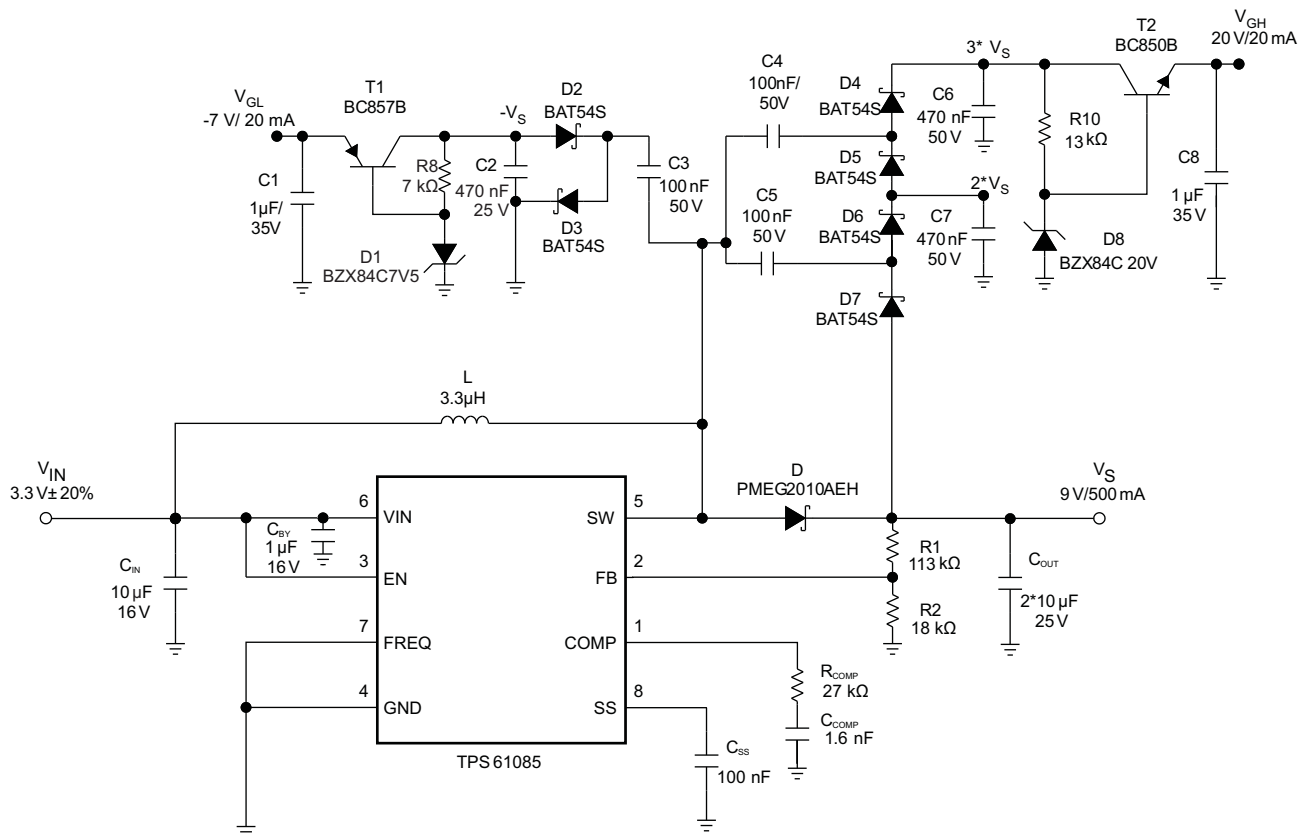 T2
BC850B
V_GH
20 V/20 mA
3* V_S
C4
100nF/
50V
D4
BAT54S
C6
470 nF
50 V
T1
BC857B
D2
BAT54S
V_GL
-7 V/ 20 mA
-V_S
R10
13 kΩ
C1
1µF/
35V
R8
7 kΩ
C2
470 nF
25 V
C3
100 nF
50 V
D5
BAT54S
C8
1 µF
35 V
2*V_S
C5
100 nF
50 V
D6
BAT54S
C7
470 nF
50 V
D3
BAT54S
D1
BZX84C7V5
D8
BZX84C 20V
D7
BAT54S
L
3.3µH
V_IN
3.3 V± 20%
D
PMEG2010AEH
V_S
9 V/500 mA
6
VIN
5
SW
C_BY
1 µF
16 V
R1
113 kΩ
C_IN
10 µF
16 V
3
EN
2
FB
C_OUT
2*10 µF
25 V
R2
18 kΩ
7
FREQ
1
COMP
R_COMP
27 kΩ
4
GND
8
SS
C_COMP
1.6 nF
C_SS
100 nF
TPS 61085